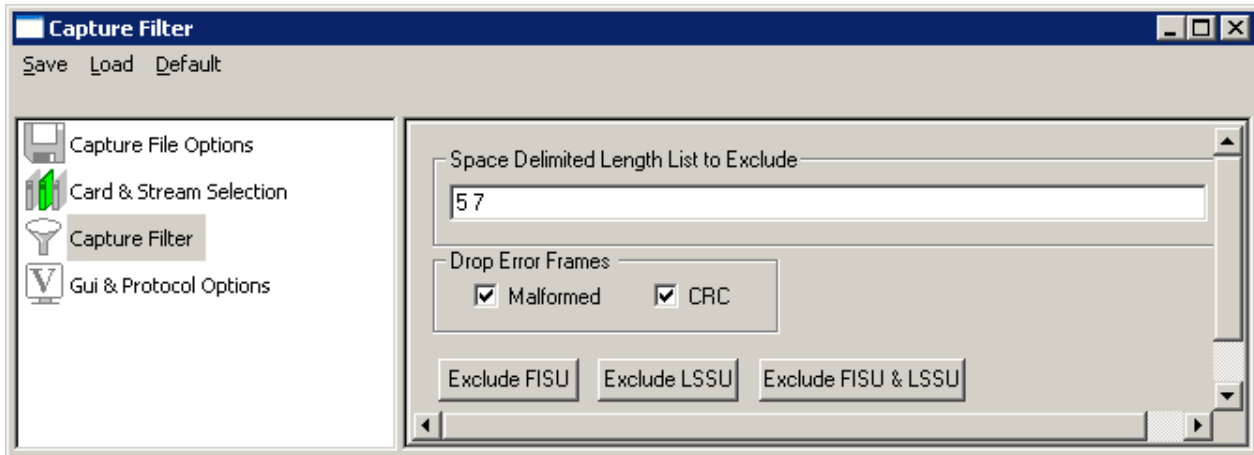 Capture Filter
Save Load Default
Capture File Options
Card & Stream Selection
Capture Filter
Gui & Protocol Options
Space Delimited Length List to Exclude
5 7
Drop Error Frames
Malformed CRC
Exclude FISU Exclude LSSU Exclude FISU & LSSU